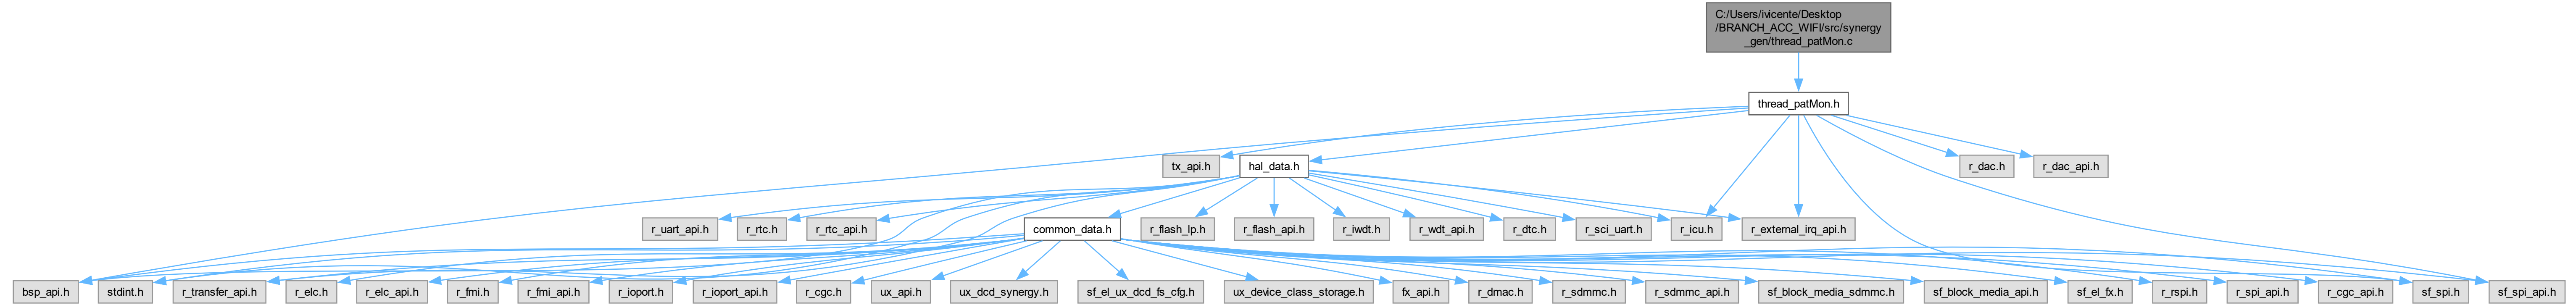 C:/Users/ivicente/Desktop
/BRANCH_ACC_WIFI/src/synergy
_gen/thread_patMon.c
thread_patMon.h
tx_api.h
hal_data.h
r_dac.h
r_dac_api.h
r_uart_api.h
r_rtc.h
r_rtc_api.h
common_data.h
r_flash_lp.h
r_flash_api.h
r_iwdt.h
r_wdt_api.h
r_dtc.h
r_sci_uart.h
r_icu.h
r_external_irq_api.h
bsp_api.h
stdint.h
r_transfer_api.h
r_elc.h
r_elc_api.h
r_fmi.h
r_fmi_api.h
r_ioport.h
r_ioport_api.h
r_cgc.h
ux_api.h
ux_dcd_synergy.h
sf_el_ux_dcd_fs_cfg.h
ux_device_class_storage.h
fx_api.h
r_dmac.h
r_sdmmc.h
r_sdmmc_api.h
sf_block_media_sdmmc.h
sf_block_media_api.h
sf_el_fx.h
r_rspi.h
r_spi_api.h
r_cgc_api.h
sf_spi.h
sf_spi_api.h